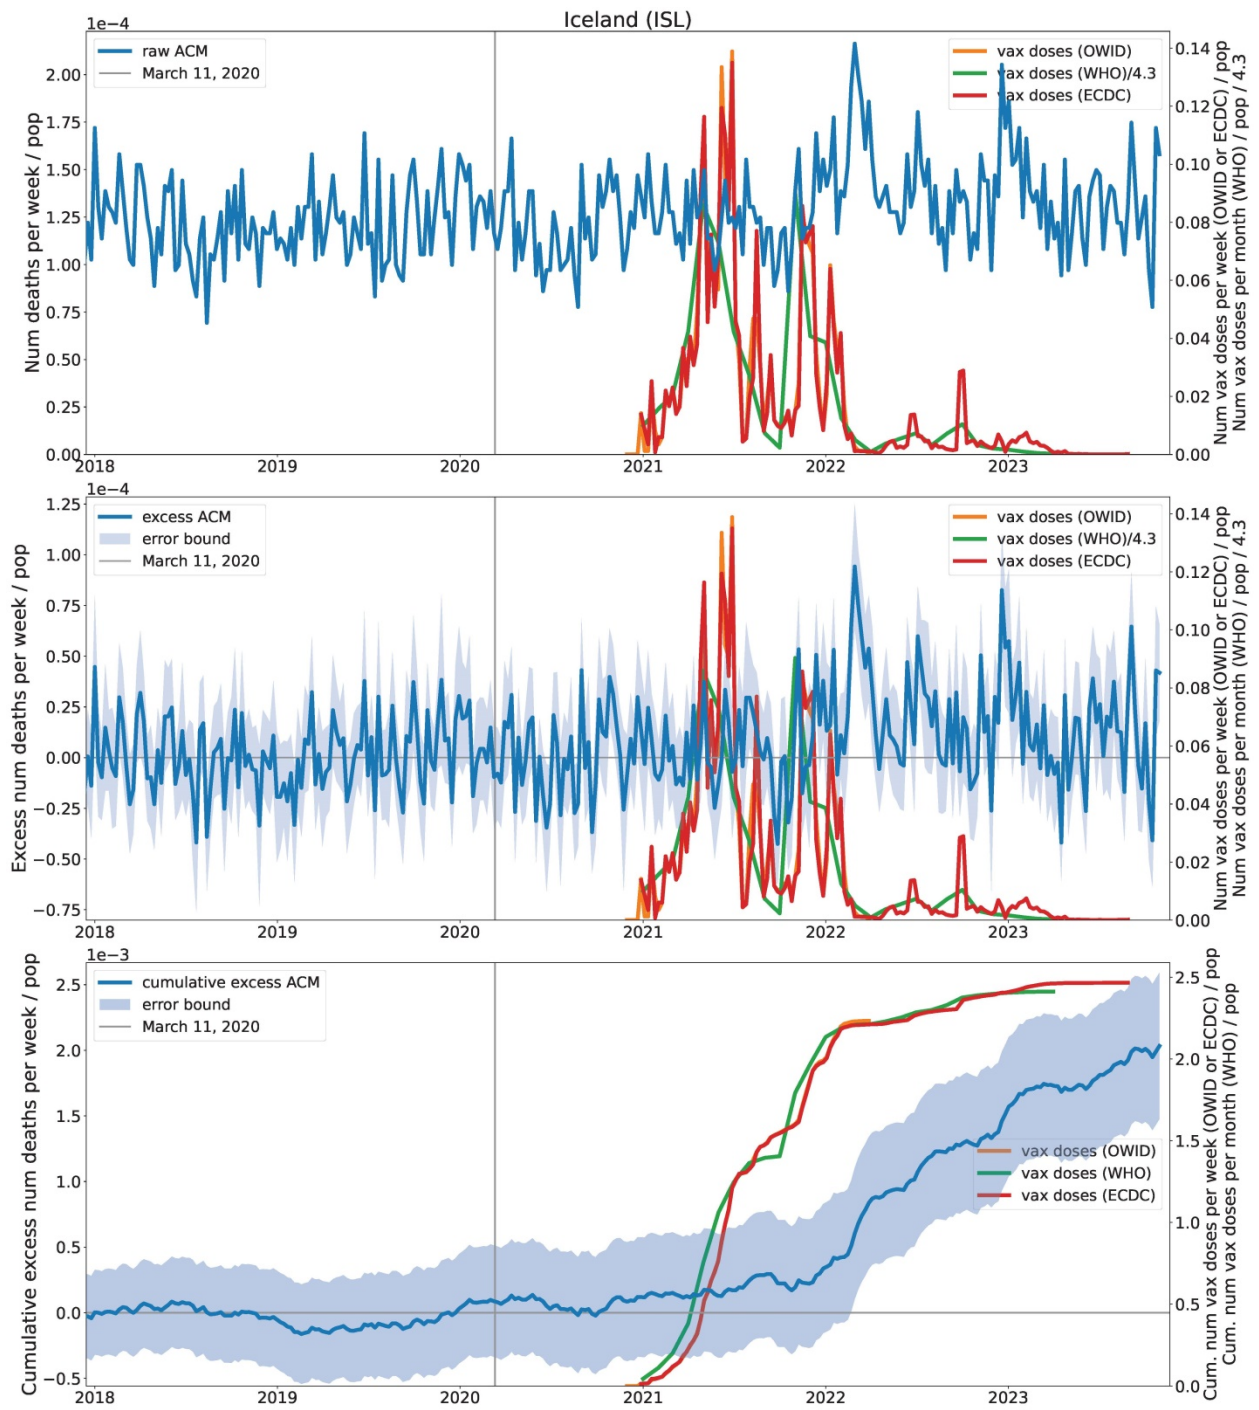 Iceland (ISL)
1e−4
raw ACM
March 11, 2020
vax doses (OWID)
vax doses (WHO)/4.3
vax doses (ECDC)
Num deaths per week / pop
2.00
1.75
1.50
1.25
1.00
0.75
0.50
0.25
0.00
0.14
0.12
0.10
0.08
0.06
0.04
0.02
0.00
Num vax doses per week (OWID or ECDC) / pop
Num vax doses per month (WHO) / pop / 4.3
2018 2019 2020 2021 2022 2023
1e−4
excess ACM
error bound
March 11, 2020
vax doses (OWID)
vax doses (WHO)/4.3
vax doses (ECDC)
Excess num deaths per week / pop
1.25
1.00
0.75
0.50
0.25
0.00
−0.25
−0.50
−0.75
0.14
0.12
0.10
0.08
0.06
0.04
0.02
0.00
Num vax doses per week (OWID or ECDC) / pop
Num vax doses per month (WHO) / pop / 4.3
2018 2019 2020 2021 2022 2023
1e−3
cumulative excess ACM
error bound
March 11, 2020
vax doses (OWID)
vax doses (WHO)
vax doses (ECDC)
Cumulative excess num deaths per week / pop
2.5
2.0
1.5
1.0
0.5
0.0
−0.5
2.5
2.0
1.5
1.0
0.5
0.0
Cum. num vax doses per week (OWID or ECDC) / pop
Cum. num vax doses per month (WHO) / pop
2018 2019 2020 2021 2022 2023